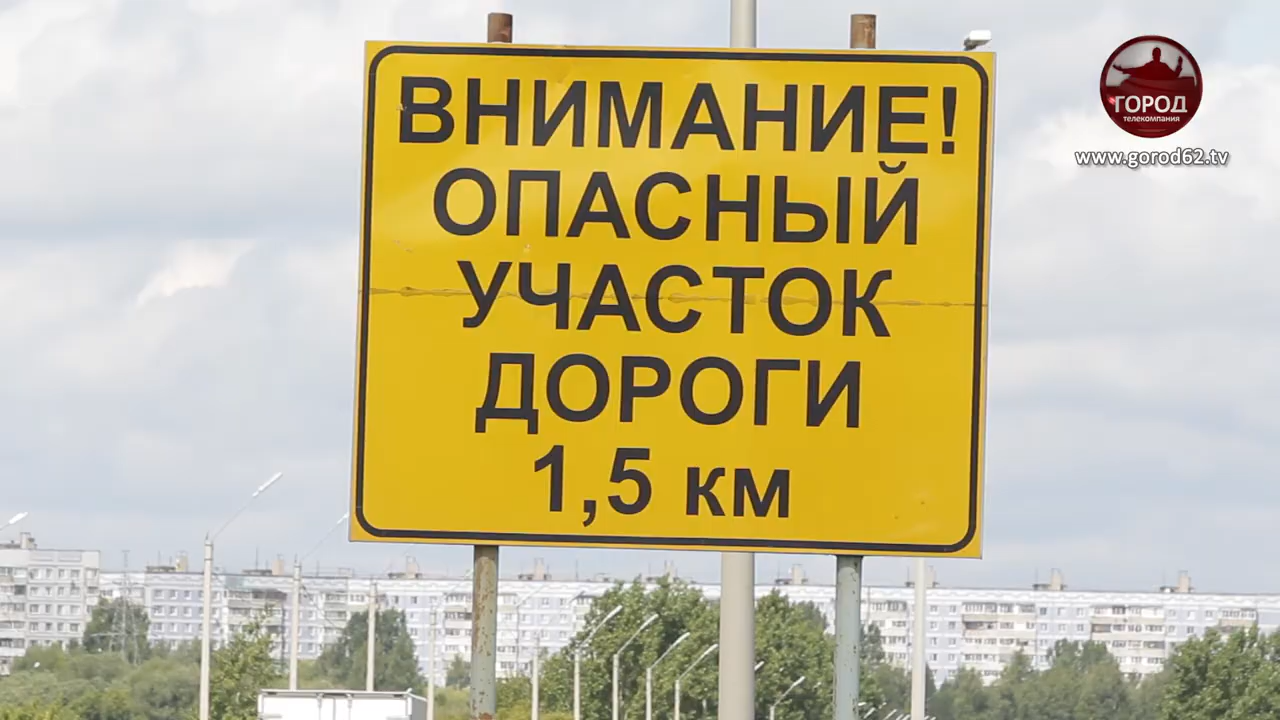 ВНИМАНИЕ!
ОПАСНЫЙ
УЧАСТОК
ДОРОГИ
1,5 км
ГОРОД
телекомпания
www.gorod62.tv